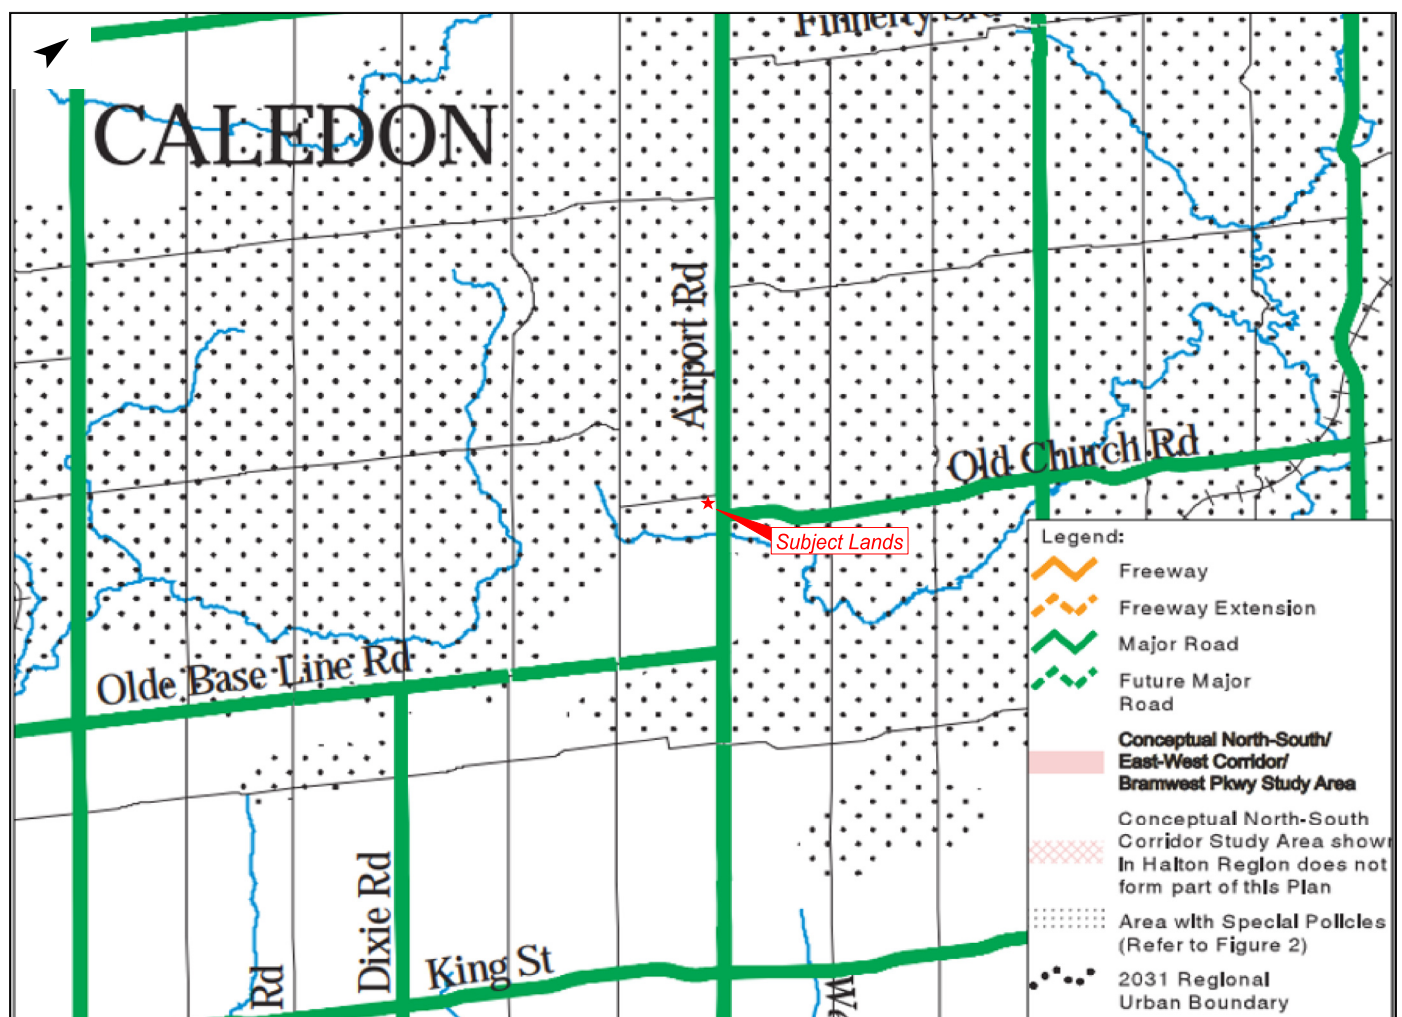 CALEDON
Airport Rd
Old Church Rd
Subject Lands
Olde Base Line Rd
Dixie Rd
King St
Rd
Legend:
Freeway
Freeway Extension
Major Road
Future Major
Road
Conceptual North-South/
East-West Corridor/
Bramwest Pkwy Study Area
Conceptual North-South
Corridor Study Area shown
In Halton Region does not
form part of this Plan
Area with Special Policies
(Refer to Figure 2)
2031 Regional
Urban Boundary